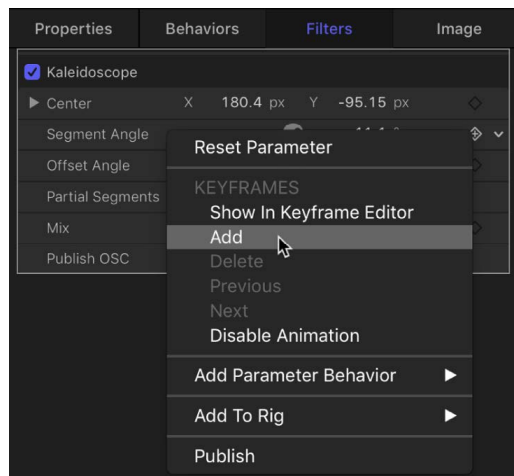 Properties Behaviors Filters Image
Kaleidoscope
Center X 180.4 px Y -95.15 px
Segment Angle
Offset Angle
Partial Segments
Mix
Publish OSC
Reset Parameter
KEYFRAMES
Show In Keyframe Editor
Add
Delete
Previous
Next
Disable Animation
Add Parameter Behavior
Add To Rig
Publish